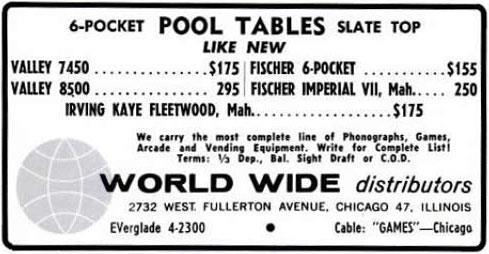 6-POCKET POOL TABLES SLATE TOP
LIKE NEW
VALLEY 7450 ................$175
VALLEY 8500 ................ 295
FISCHER 6-POCKET ............$155
FISCHER IMPERIAL VII, Mah..... 250
IRVING KAYE FLEETWOOD, Mah.....................$175
We carry the most complete line of Phonographs, Games,
Arcade and Vending Equipment. Write for Complete List!
Terms: ⅓ Dep., Bal. Sight Draft or C.O.D.
WORLD WIDE distributors
2732 WEST FULLERTON AVENUE, CHICAGO 47, ILLINOIS
EVerglade 4-2300 • Cable: "GAMES"—Chicago